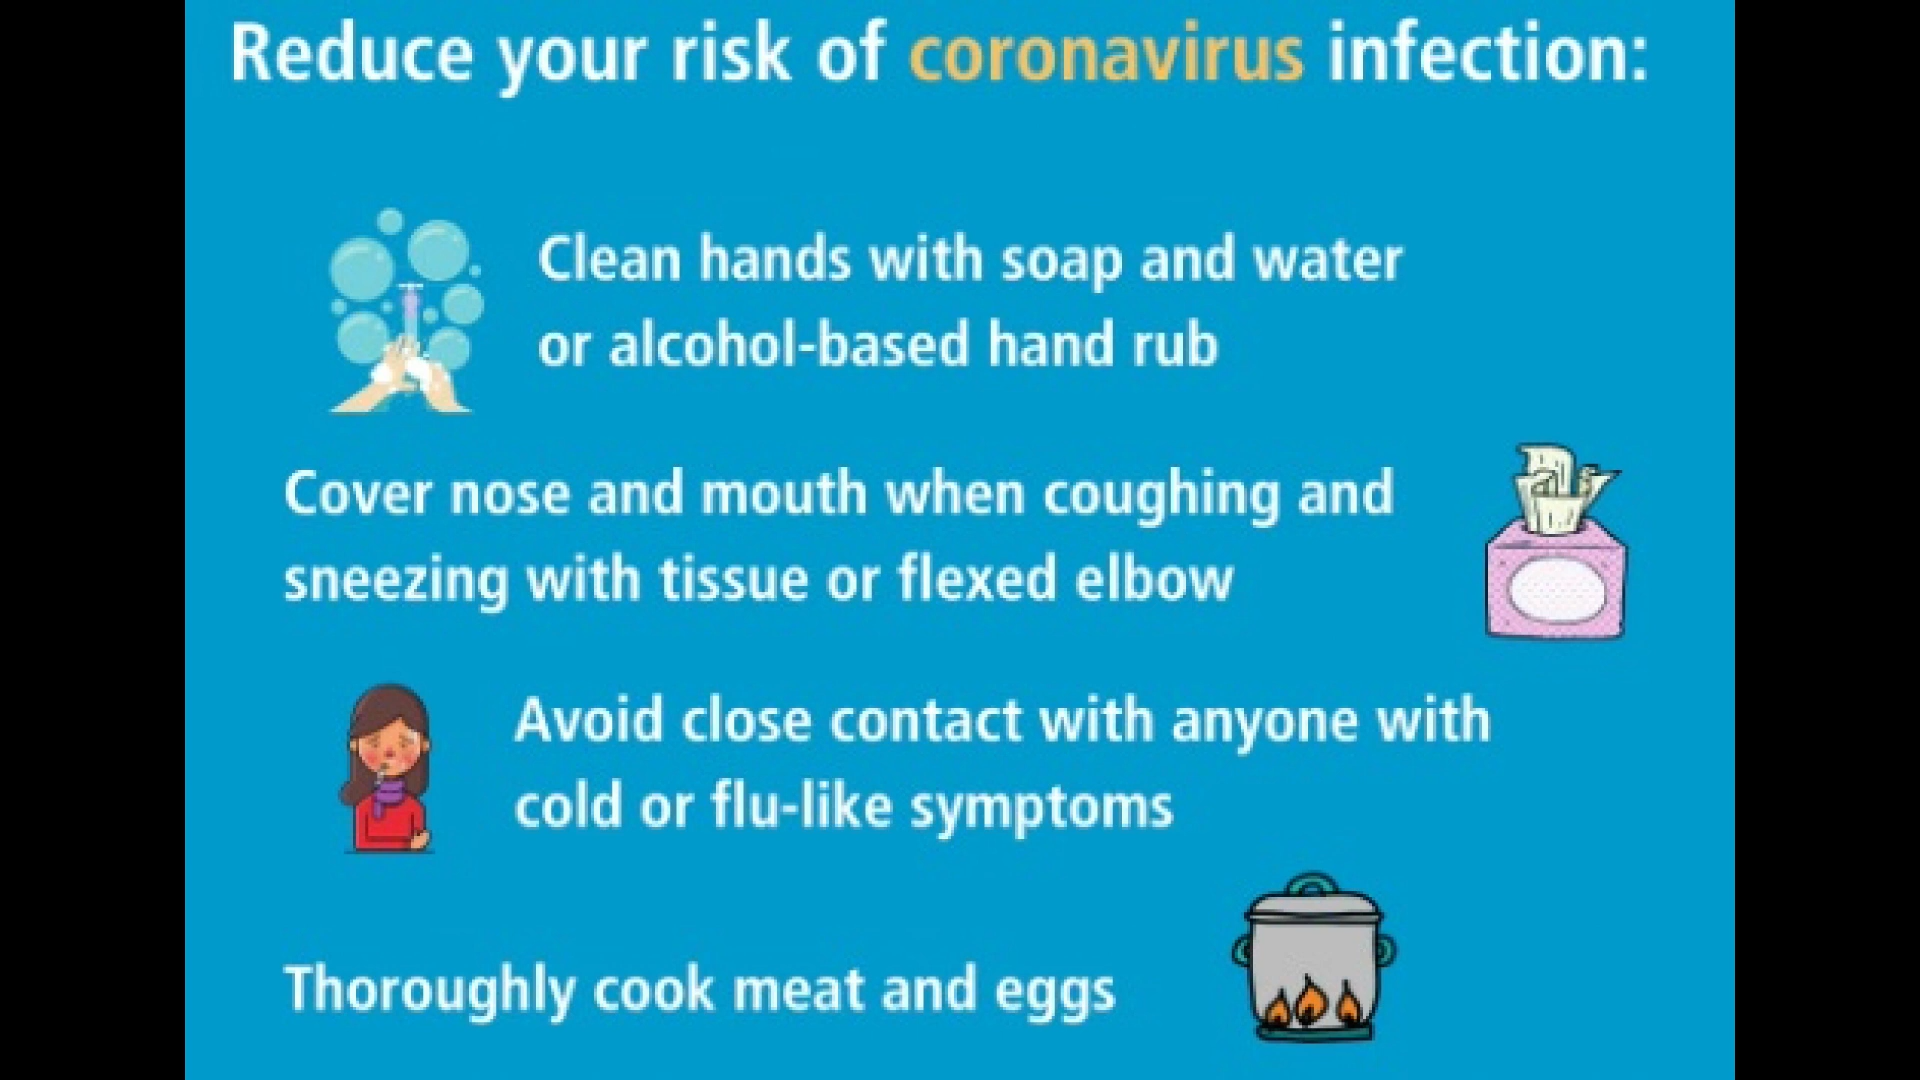 Reduce your risk of coronavirus infection:
Clean hands with soap and water
or alcohol-based hand rub
Cover nose and mouth when coughing and
sneezing with tissue or flexed elbow
Avoid close contact with anyone with
cold or flu-like symptoms
Thoroughly cook meat and eggs